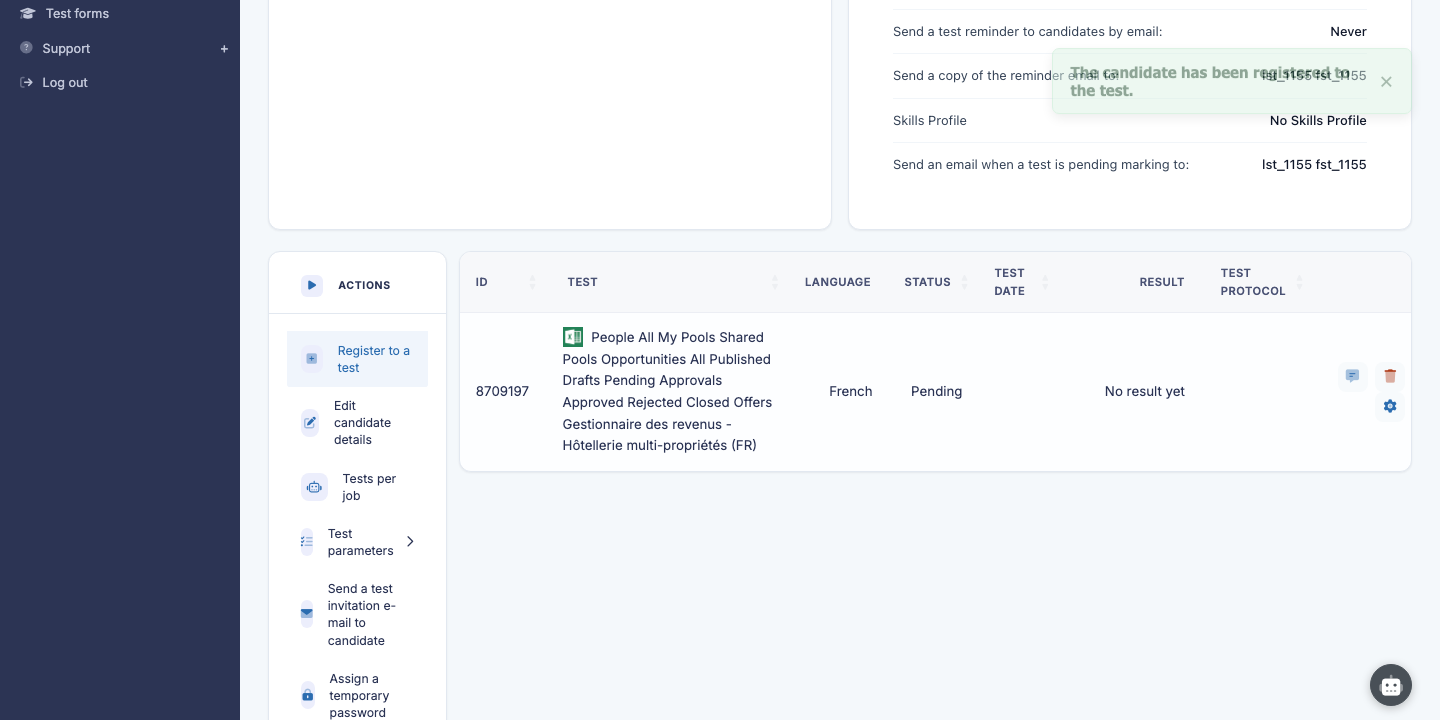 Test forms
Support
+
Log out
Send a test reminder to candidates by email: Never
Send a copy of the reminder email to: lst_1155 fst_1155
The candidate has been registered to
the test.
Skills Profile No Skills Profile
Send an email when a test is pending marking to: lst_1155 fst_1155
ACTIONS
Register to a
test
Edit
candidate
details
Tests per
job
Test
parameters
Send a test
invitation e-
mail to
candidate
Assign a
temporary
password
ID TEST LANGUAGE STATUS TEST DATE RESULT TEST PROTOCOL
8709197
People All My Pools Shared
Pools Opportunities All Published
Drafts Pending Approvals
Approved Rejected Closed Offers
Gestionnaire des revenus -
Hôtellerie multi-propriétés (FR)
French Pending No result yet